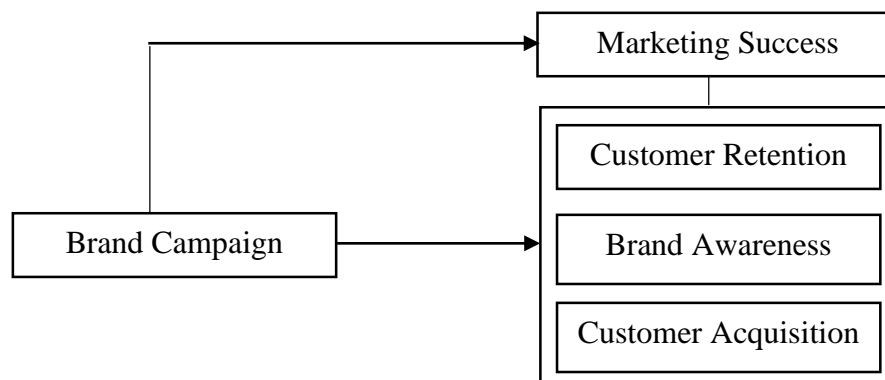 Marketing Success
Customer Retention
Brand Campaign
Brand Awareness
Customer Acquisition